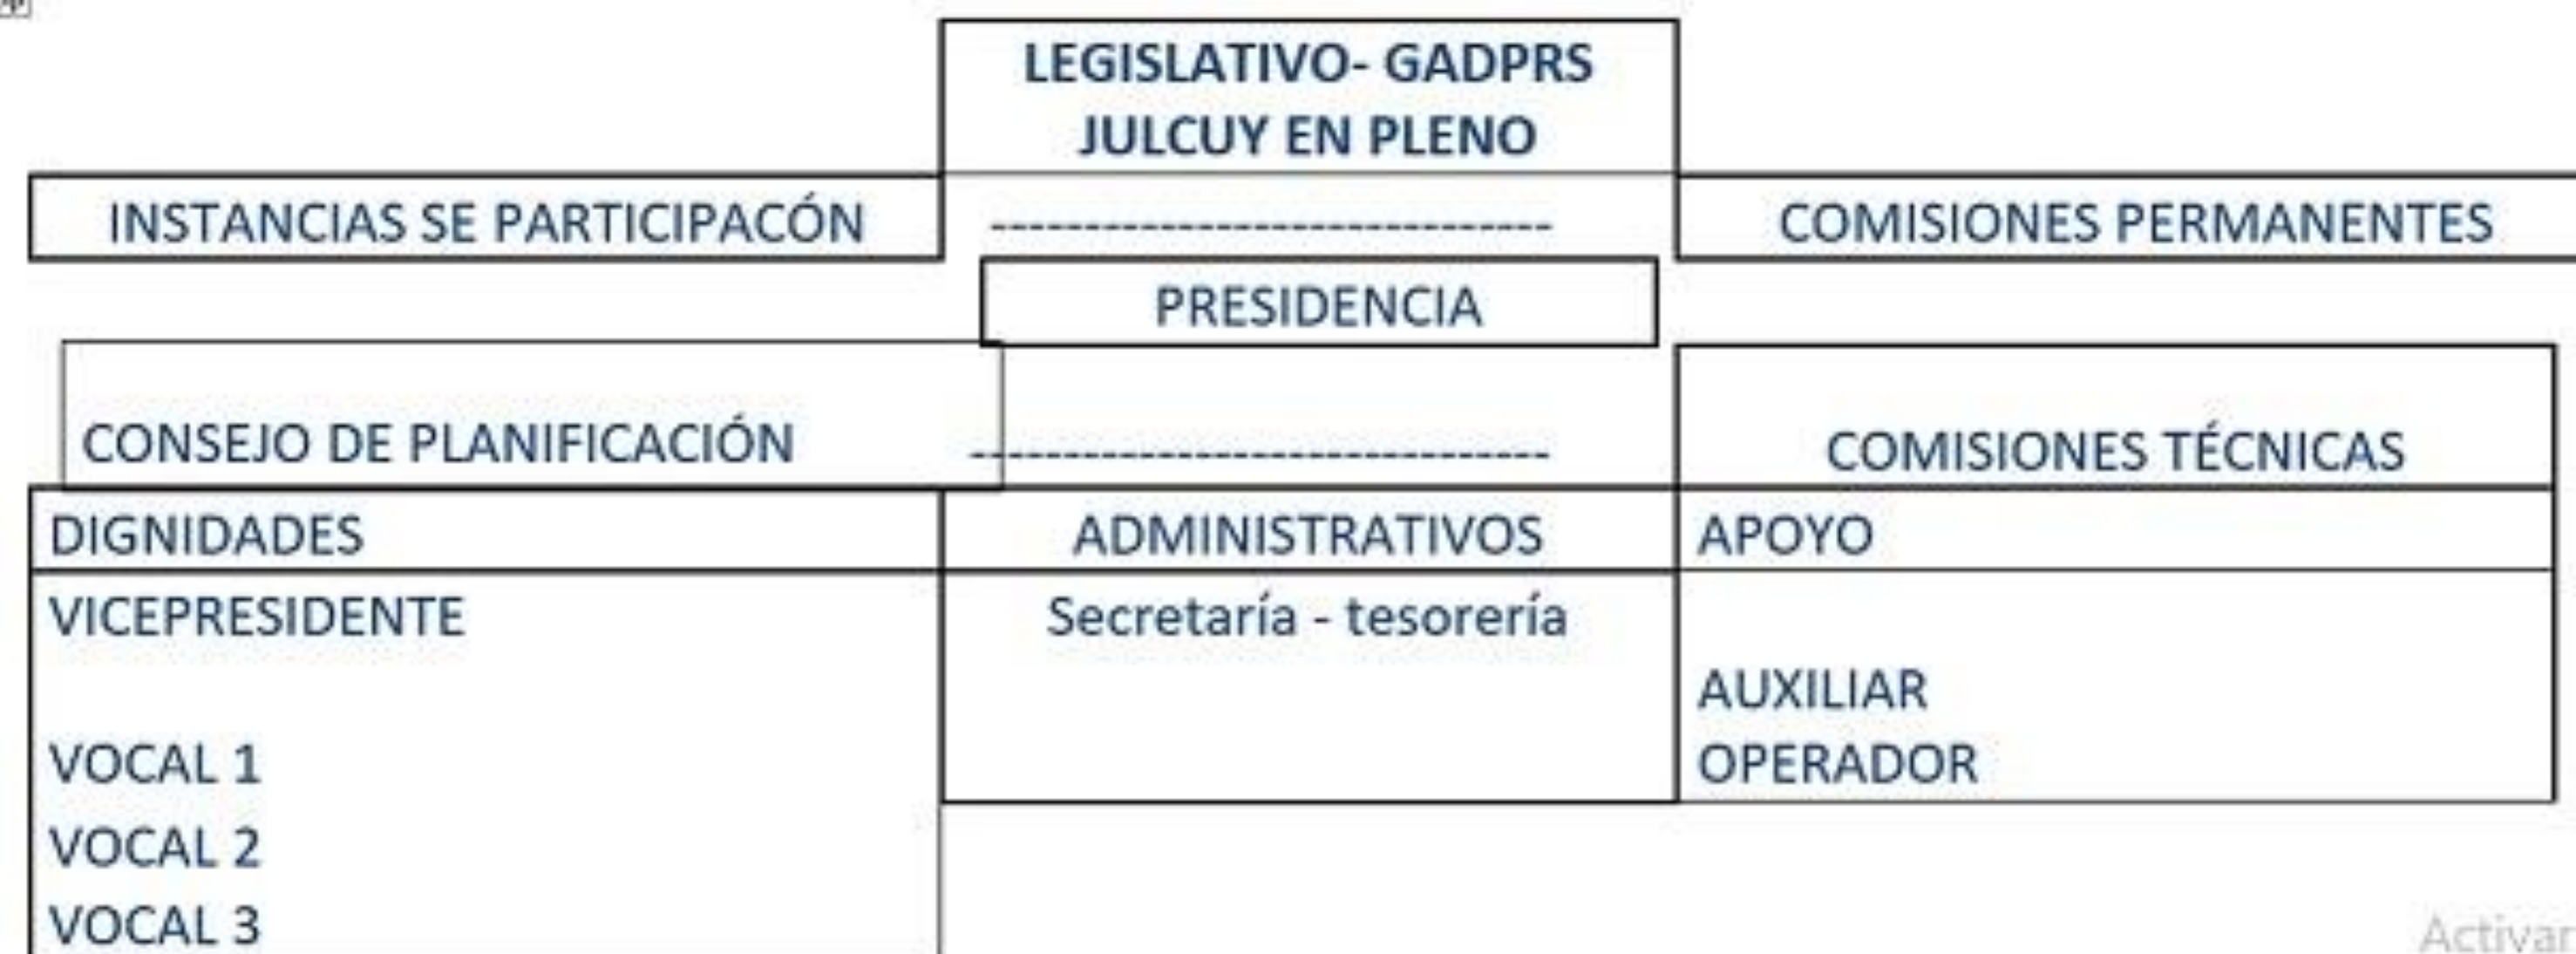 LEGISLATIVO- GADPRS
JULCUY EN PLENO
INSTANCIAS SE PARTICIPACÓN
----------------------------
COMISIONES PERMANENTES
PRESIDENCIA
CONSEJO DE PLANIFICACIÓN
-----------------------------
COMISIONES TÉCNICAS
DIGNIDADES
ADMINISTRATIVOS
APOYO
VICEPRESIDENTE
Secretaría - tesorería
AUXILIAR
VOCAL 1
OPERADOR
VOCAL 2
VOCAL 3
Activar